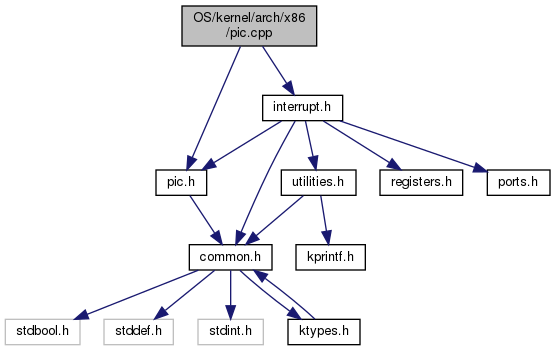 OS/kernel/arch/x86
/pic.cpp
interrupt.h
pic.h
utilities.h
registers.h
ports.h
common.h
kprintf.h
stdbool.h
stddef.h
stdint.h
ktypes.h